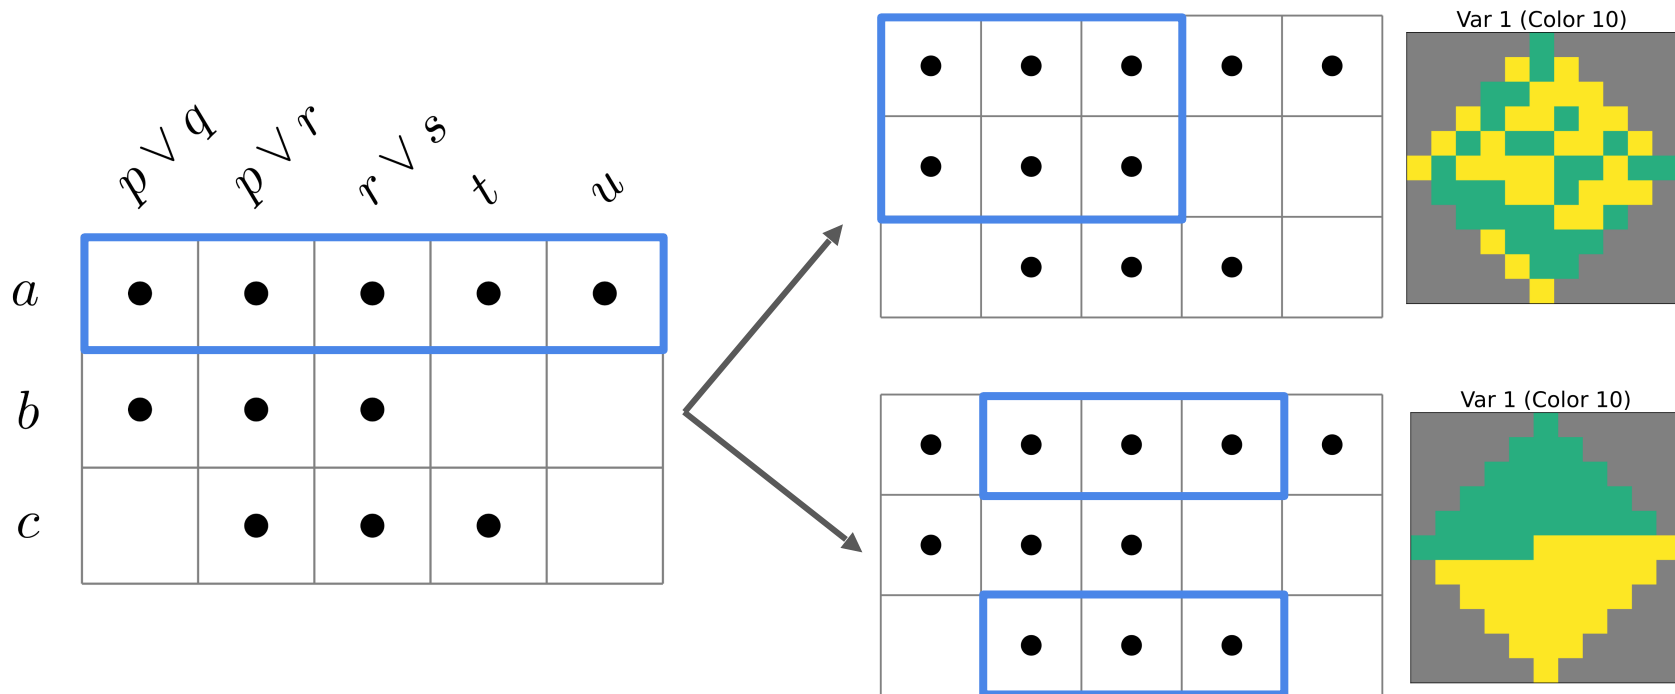 p ∨ q
p ∨ r
r ∨ s
t
u
a
b
c
Var 1 (Color 10)
Var 1 (Color 10)